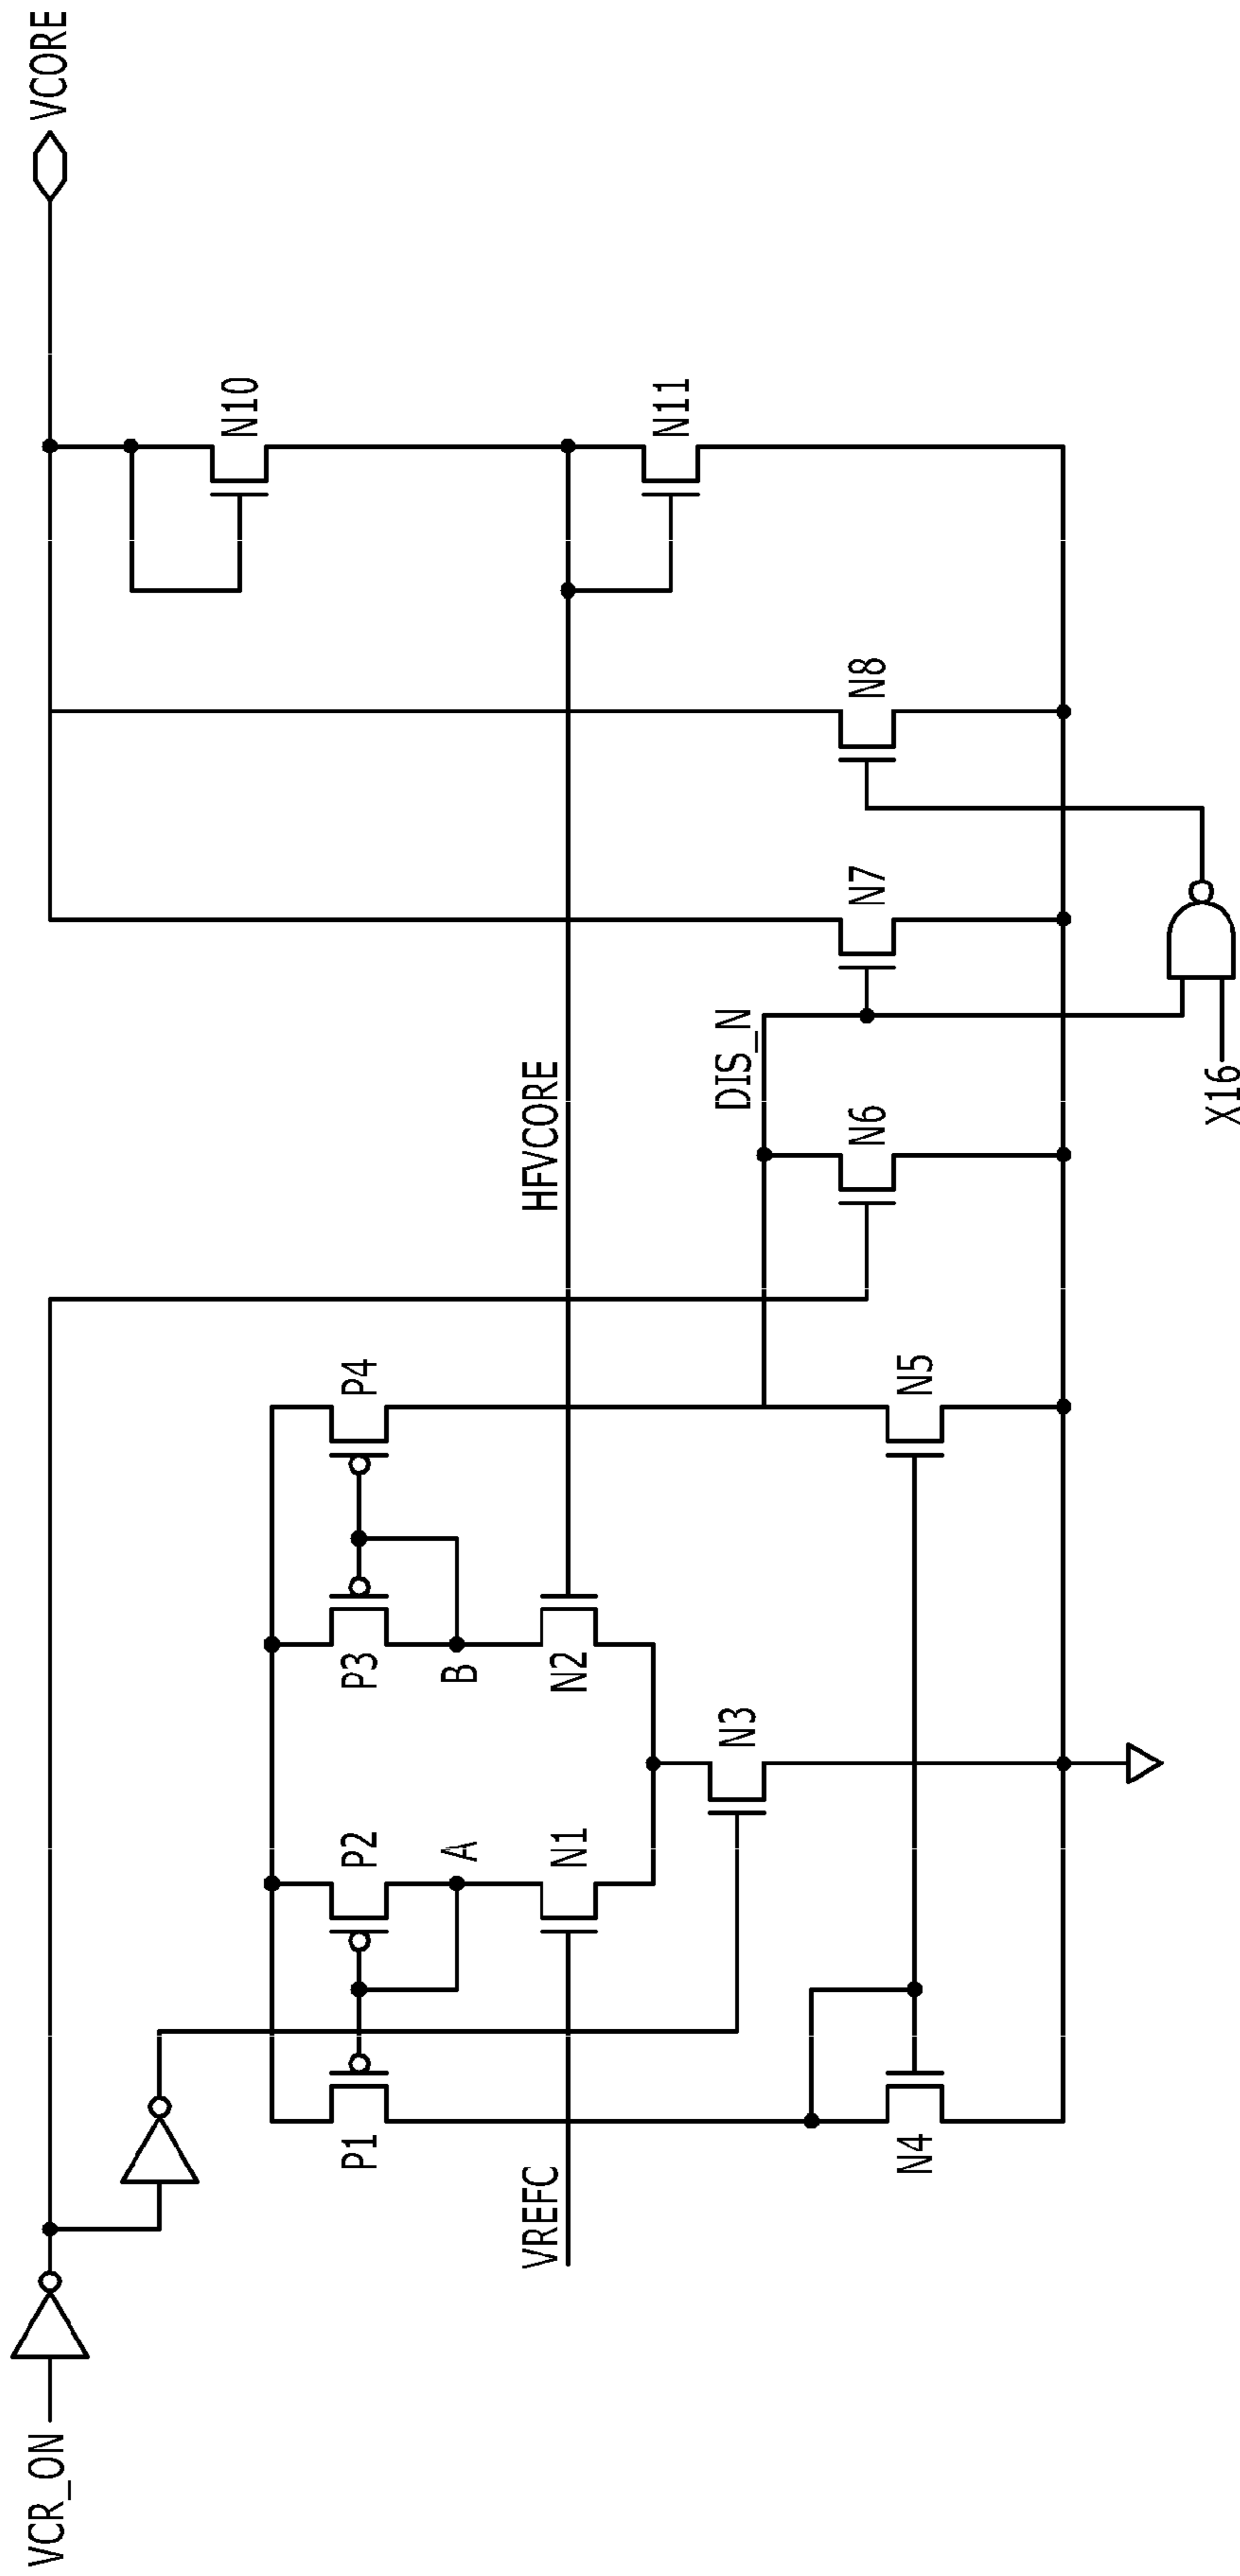 VCR_ON
VCORE
P1
P2
P3
P4
N10
A
B
VREFC
N1
N2
HFVCORE
N11
N3
DIS_N
N4
N5
N6
N7
N8
X16